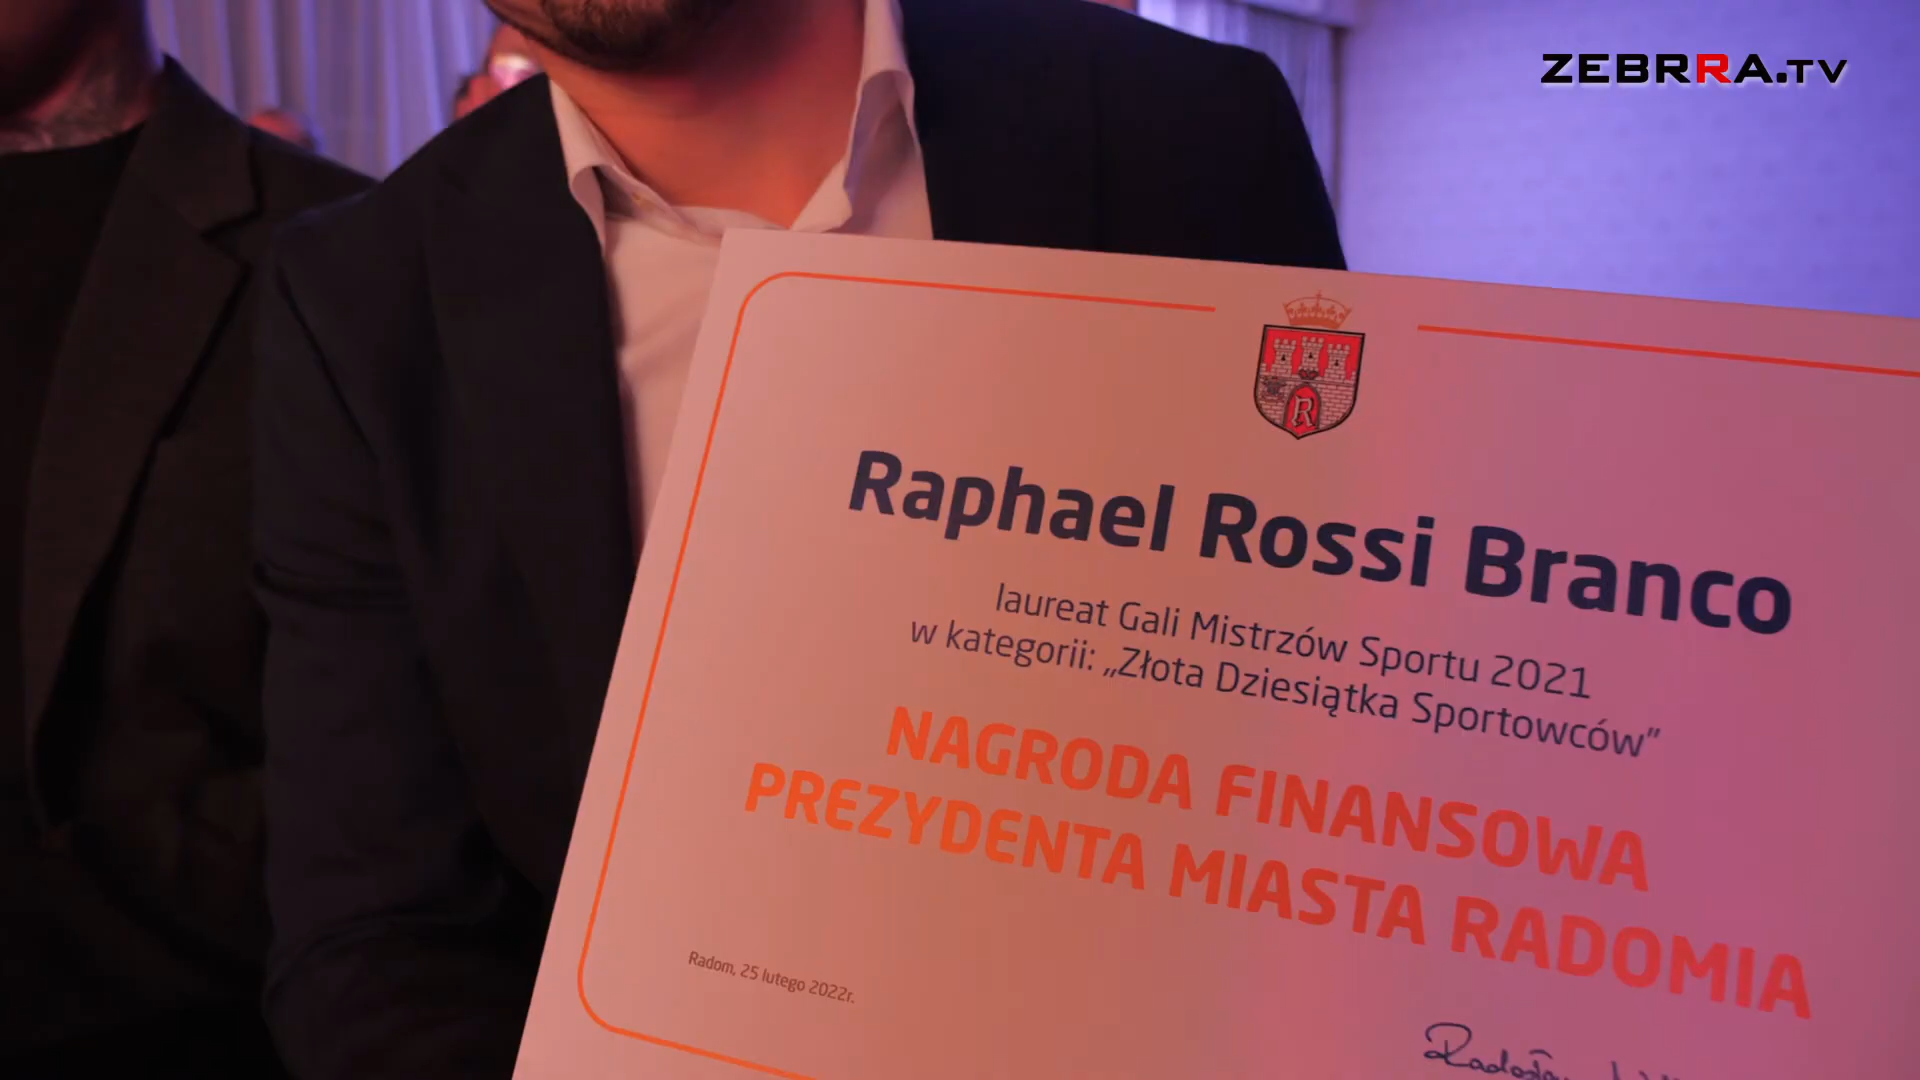 ZEBRRA.TV
R
Raphael Rossi Branco
laureat Gali Mistrzów Sportu 2021
w kategorii: „Złota Dziesiątka Sportowców”
NAGRODA FINANSOWA
PREZYDENTA MIASTA RADOMIA
Radom, 25 lutego 2022r.